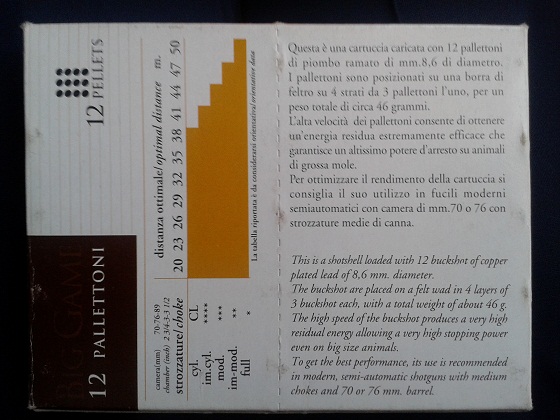 12 PALLETTONI
12 PELLETS
camera(mm) 70-76-89
chamber (inch) 2 3/4-3-3 1/2
distanza ottimale/optimal distance m.
strozzature/choke 20 23 26 29 32 35 38 41 44 47 50
cyl. CL
im.cyl. ****
mod. ***
im-mod. **
full *
La tabella riportata è da considerarsi orientativa/orientative data
Questa è una cartuccia caricata con 12 pallettoni
di piombo ramato di mm.8,6 di diametro.
I pallettoni sono posizionati su una borra di
feltro su 4 strati da 3 pallettoni l'uno, per un
peso totale di circa 46 grammi.
L'alta velocità dei pallettoni consente di ottenere
un'energia residua estremamente efficace che
garantisce un altissimo potere d'arresto su animali
di grossa mole.
Per ottimizzare il rendimento della cartuccia si
consiglia il suo utilizzo in fucili moderni
semiautomatici con camera di mm.70 o 76 con
strozzature medie di canna.
This is a shotshell loaded with 12 buckshot of copper
plated lead of 8,6 mm. diameter.
The buckshot are placed on a felt wad in 4 layers of
3 buckshot each, with a total weight of about 46 g.
The high speed of the buckshot produces a very high
residual energy allowing a very high stopping power
even on big size animals.
To get the best performance, its use is recommended
in modern, semi-automatic shotguns with medium
chokes and 70 or 76 mm. barrel.